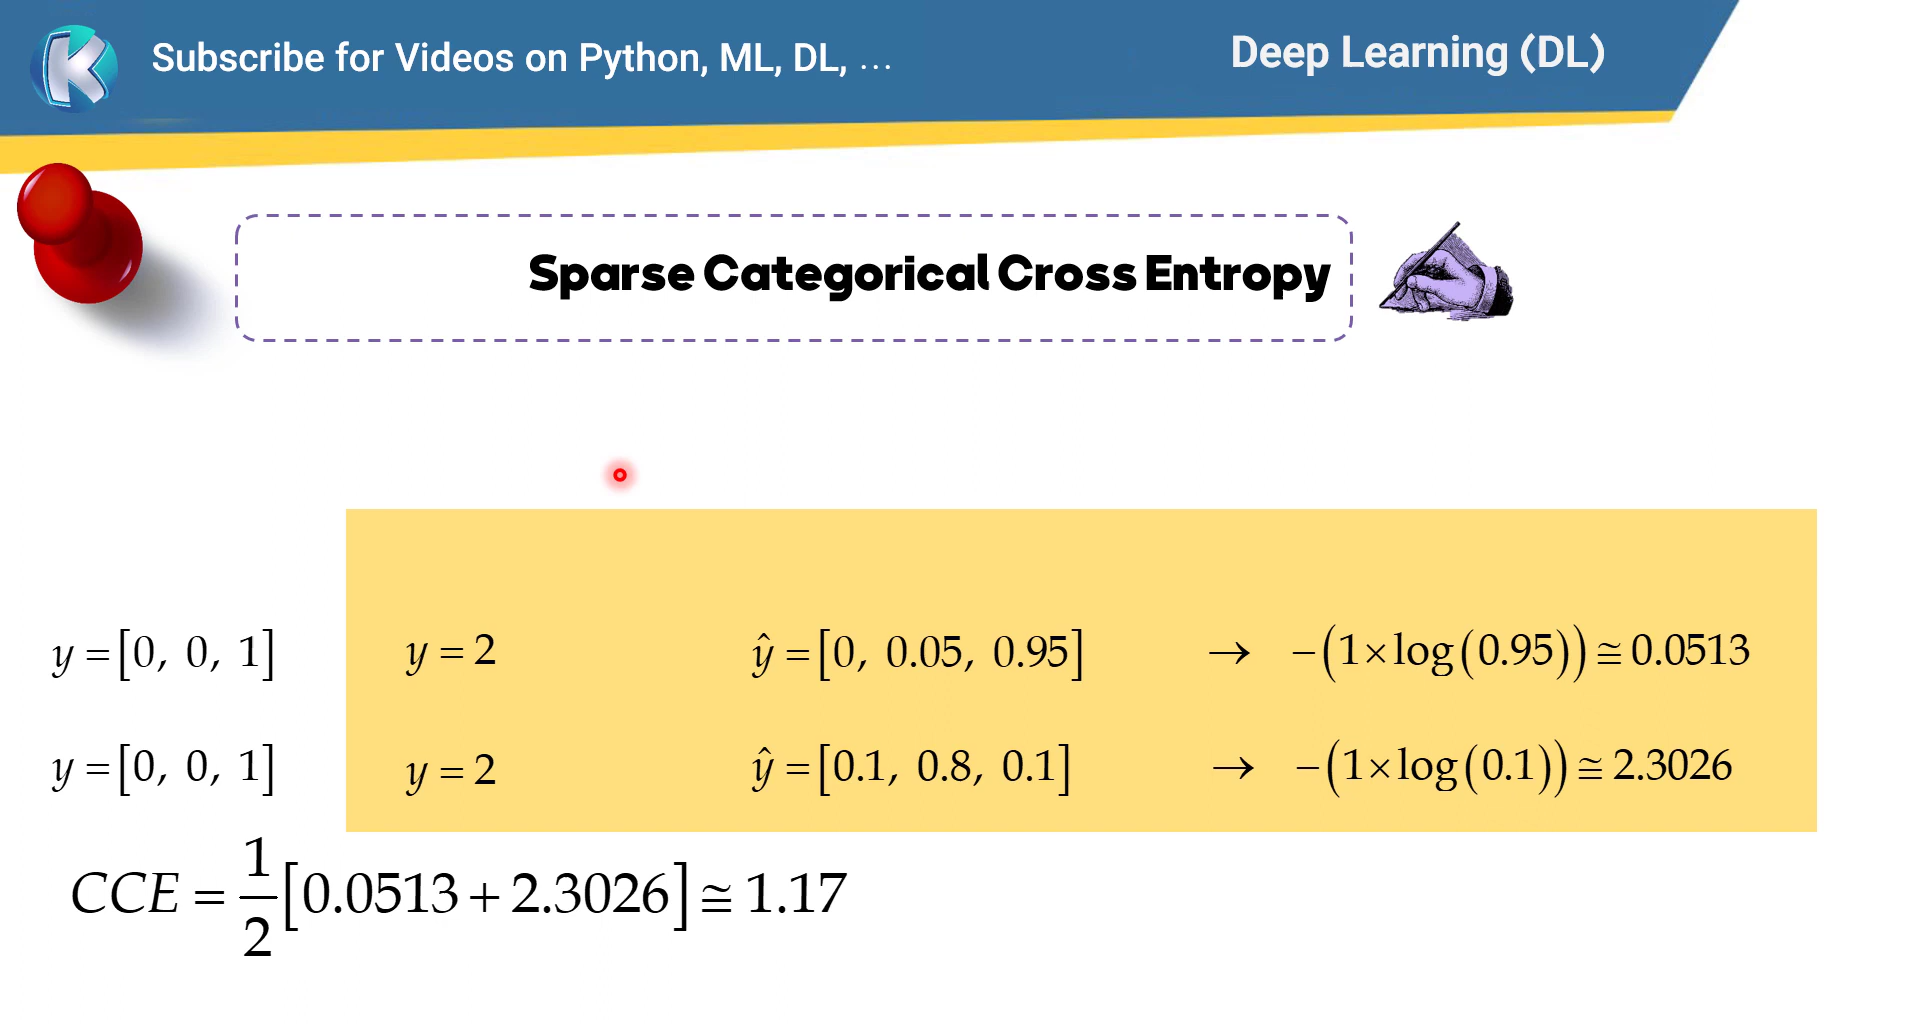 K
Subscribe for Videos on Python, ML, DL, ...
Deep Learning (DL)
Sparse Categorical Cross Entropy
y = [0, 0, 1] y = 2 ŷ = [0, 0.05, 0.95] → −(1×log(0.95)) ≅ 0.0513
y = [0, 0, 1] y = 2 ŷ = [0.1, 0.8, 0.1] → −(1×log(0.1)) ≅ 2.3026
CCE = 1/2 [0.0513 + 2.3026] ≅ 1.17